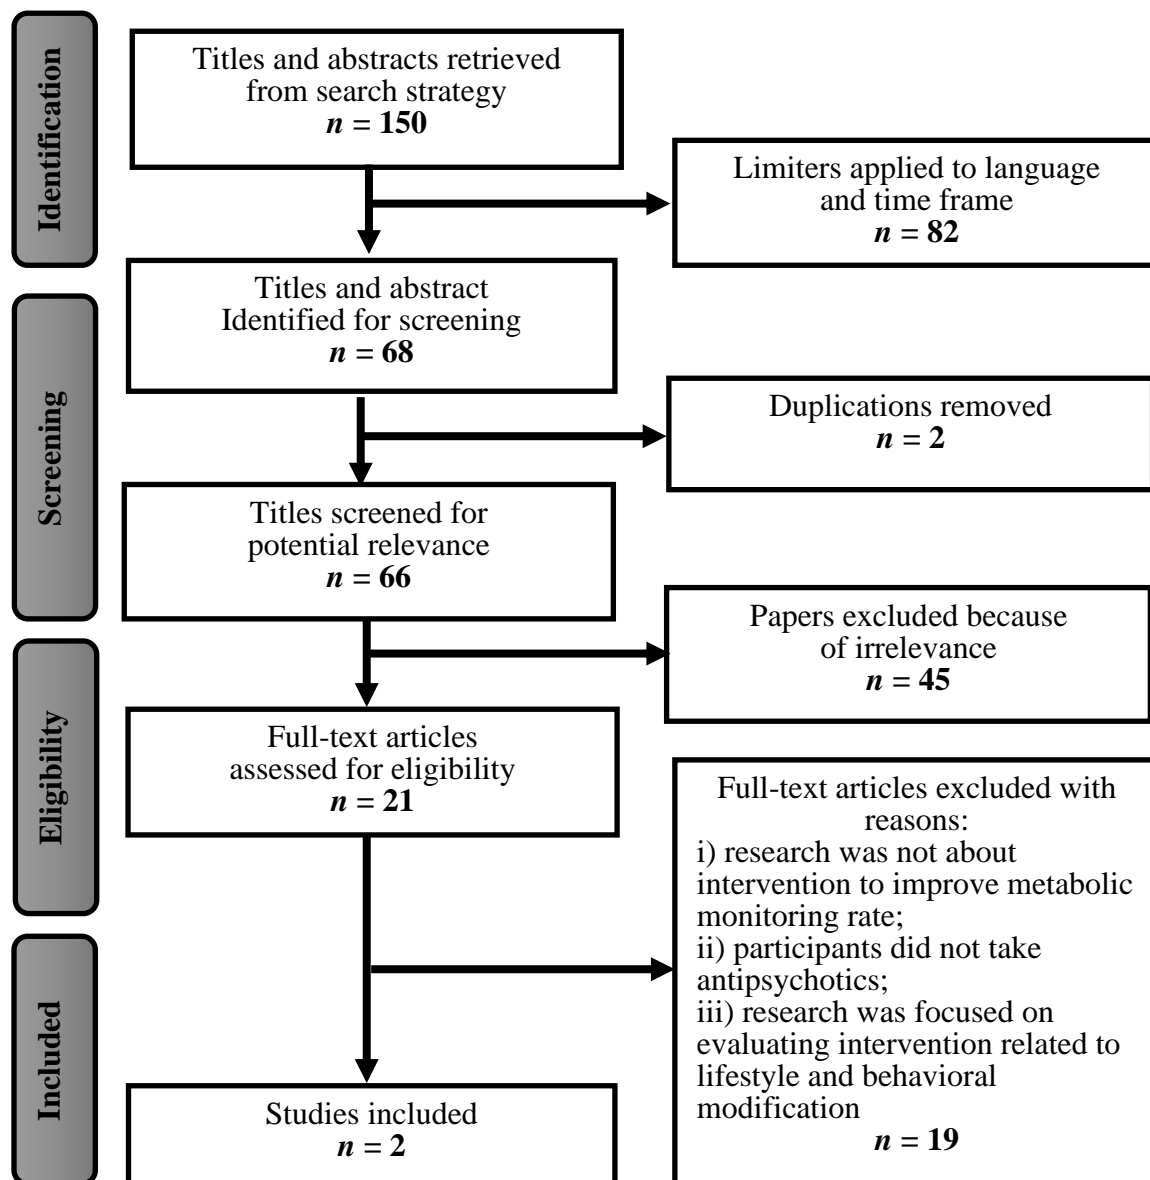 Identification
Titles and abstracts retrieved
from search strategy
n = 150
Limiters applied to language
and time frame
n = 82
Titles and abstract
Identified for screening
n = 68
Screening
Duplications removed
n = 2
Titles screened for
potential relevance
n = 66
Papers excluded because
of irrelevance
n = 45
Eligibility
Full-text articles
assessed for eligibility
n = 21
Full-text articles excluded with
reasons:
i) research was not about
intervention to improve metabolic
monitoring rate;
ii) participants did not take
antipsychotics;
iii) research was focused on
evaluating intervention related to
lifestyle and behavioral
modification
n = 19
Included
Studies included
n = 2